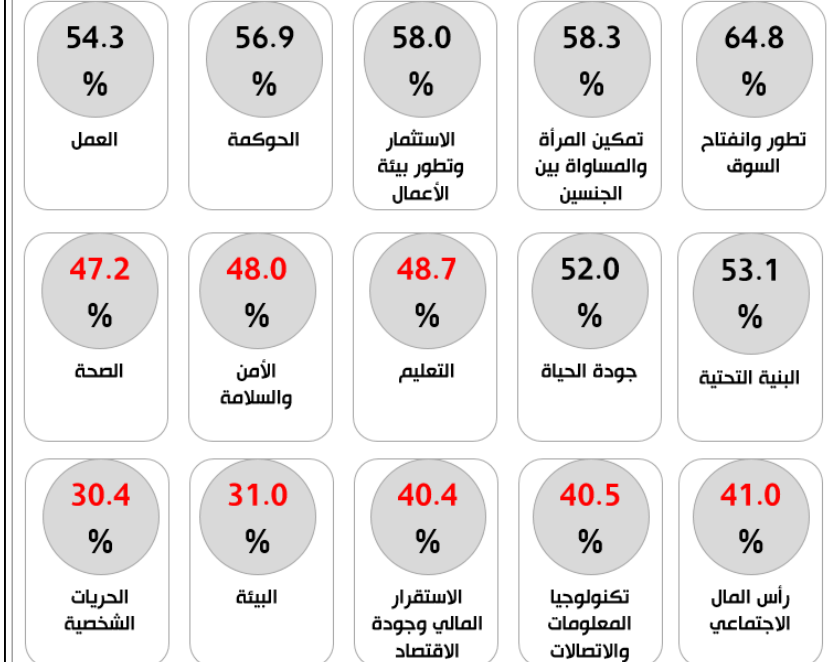 64.8
%
تطور وانفتاح
السوق
58.3
%
تمكين المرأة
والمساواة بين
الجنسين
58.0
%
الاستثمار
وتطور بيئة
الأعمال
56.9
%
الحوكمة
54.3
%
العمل
53.1
%
البنية التحتية
52.0
%
جودة الحياة
48.7
%
التعليم
48.0
%
الأمن
والسلامة
47.2
%
الصحة
41.0
%
رأس المال
الاجتماعي
40.5
%
تكنولوجيا
المعلومات
والاتصالات
40.4
%
الاستقرار
المالي وجودة
الاقتصاد
31.0
%
البيئة
30.4
%
الحريات
الشخصية